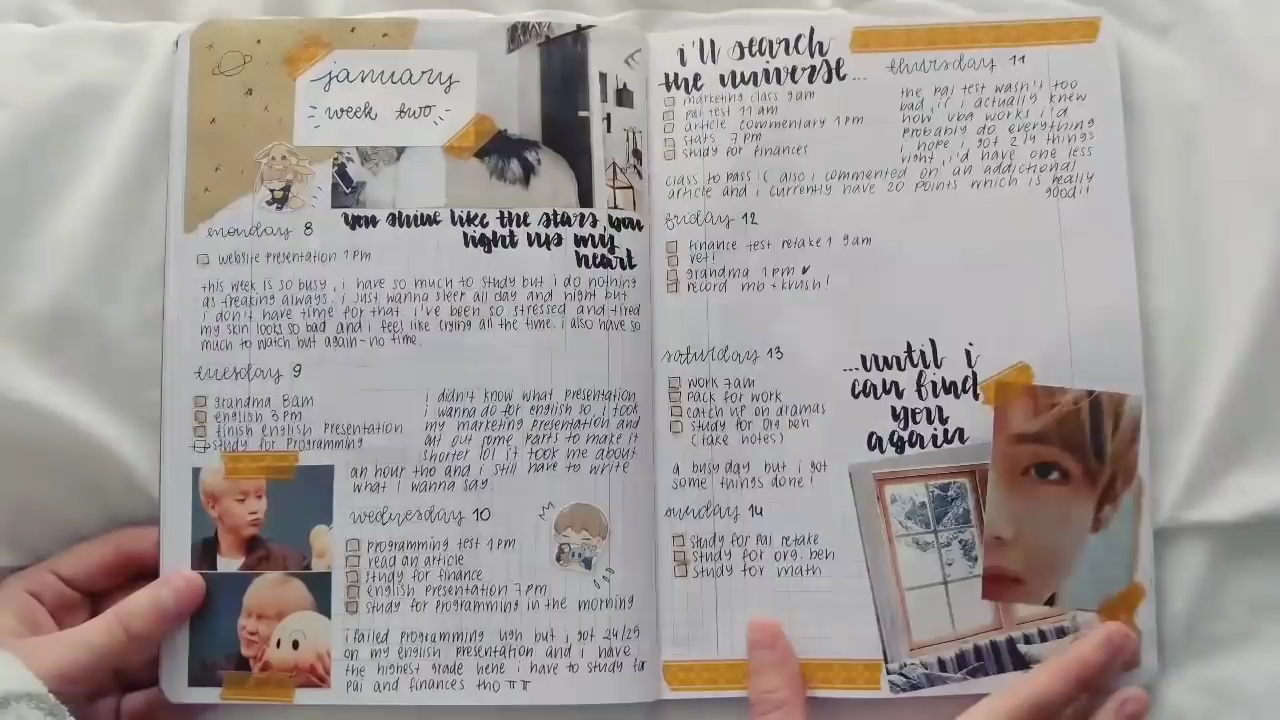 january
week two
you shine like the stars, you
light up my
heart
monday 8
website presentation 1pm
this week is so busy, i have so much to study but i do nothing
as freaking always. i just wanna sleep all day and night but
i don't have time for that. i've been so stressed and tired
my skin looks so bad and i feel like crying all the time. i also have so
much to watch but again - no time.
tuesday 9
grandma 8am
english 3pm
finish english presentation
study for programming
i didn't know what presentation
i wanna do for english so i took
my marketing presentation and
cut out some parts to make it
shorter lol it took me about
an hour tho and i still have to write
what i wanna say.
wednesday 10
programming test 1pm
read an article
study for finance
english presentation 7pm
study for programming in the morning
i failed programming ugh but i got 24/25
on my english presentation and i have
the highest grade hehe i have to study for
pai and finances tho ㅠㅠ
i'll search
the universe...
marketing class 9am
pai test 11am
article commentary 1pm
stats 7pm
study for finances
thursday 11
the pai test wasn't too
bad, if i actually knew
how vba works i'd
probably do everything
i hope i got 2/4 things
right, i'd have one less
class to pass if also i commented on an addictional
article and i currently have 20 points which is really
good!!
friday 12
finance test retake 1 9am
vet!
grandma 1pm ✓
record mb + krush!
saturday 13
work 7am
pack for work
catch up on dramas
study for org ben
(take notes)
a busy day but i got
some things done!
...until i
can find
you
again
sunday 14
study for pai retake
study for org. ben
study for math